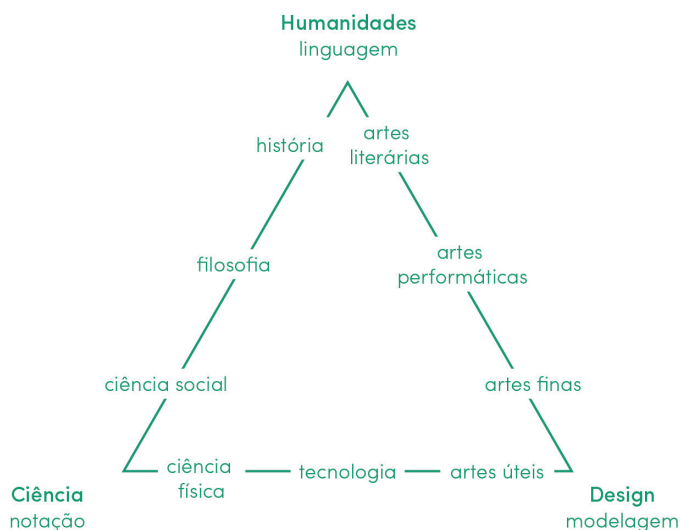 Humanidades
linguagem
história
artes
literárias
filosofia
artes
performáticas
ciência social
artes finas
ciência
física
tecnologia
artes úteis
Ciência
notação
Design
modelagem